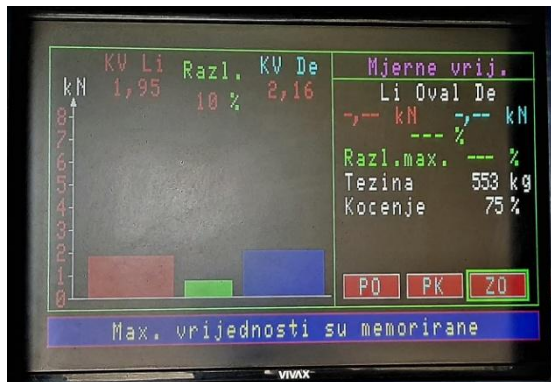 KV Li Razl. KV De
kN 1,95 10 % 2,16
8
7
6
5
4
3
2
1
0
Mjerne vrij.
Li Oval De
-,-- kN -,-- kN
--- %
Razl.max. --- %
Tezina 553 kg
Kocenje 75 %
PO PK ZO
Max. vrijednosti su memorirane
VIVAX